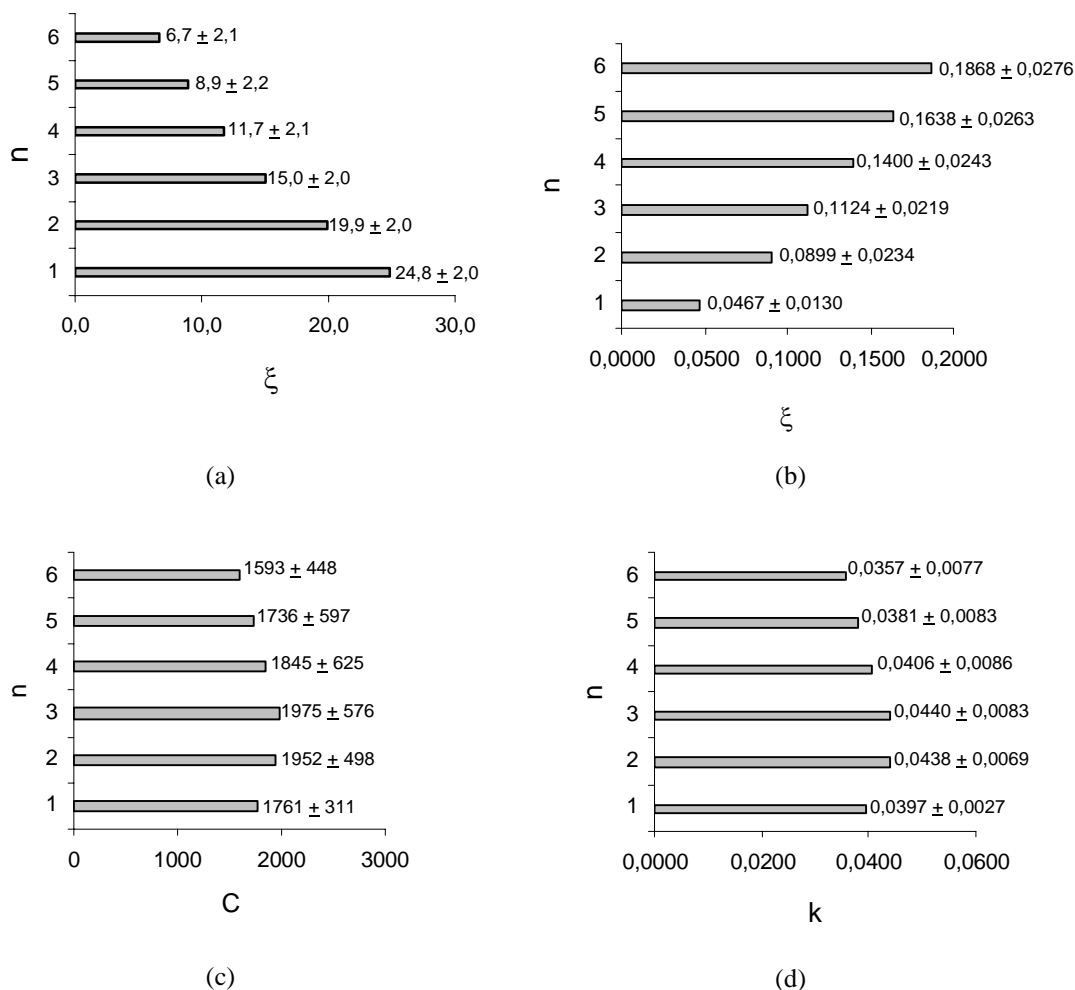 6
6,7 ± 2,1
5
8,9 ± 2,2
4
11,7 ± 2,1
n
3
15,0 ± 2,0
2
19,9 ± 2,0
1
24,8 ± 2,0
0,0 10,0 20,0 30,0
ξ
(a)
6
0,1868 ± 0,0276
5
0,1638 ± 0,0263
4
0,1400 ± 0,0243
n
3
0,1124 ± 0,0219
2
0,0899 ± 0,0234
1
0,0467 ± 0,0130
0,0000 0,0500 0,1000 0,1500 0,2000
ξ
(b)
6
1593 ± 448
5
1736 ± 597
4
1845 ± 625
n
3
1975 ± 576
2
1952 ± 498
1
1761 ± 311
0 1000 2000 3000
C
(c)
6
0,0357 ± 0,0077
5
0,0381 ± 0,0083
4
0,0406 ± 0,0086
n
3
0,0440 ± 0,0083
2
0,0438 ± 0,0069
1
0,0397 ± 0,0027
0,0000 0,0200 0,0400 0,0600
k
(d)